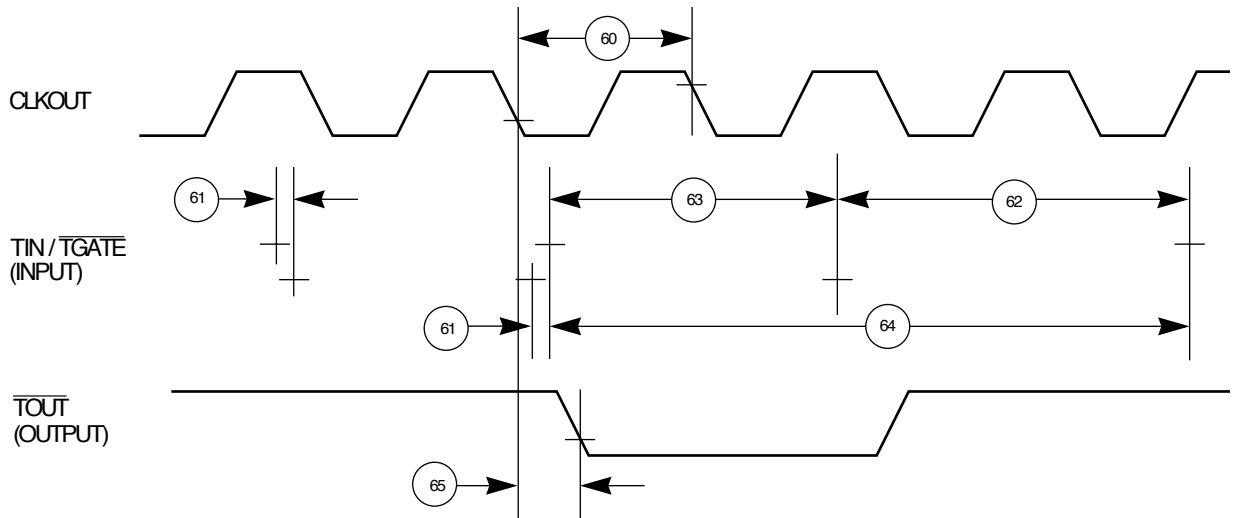 60
CLKOUT
61
63
62
TIN / TGATE
(INPUT)
61
64
TOUT
(OUTPUT)
65